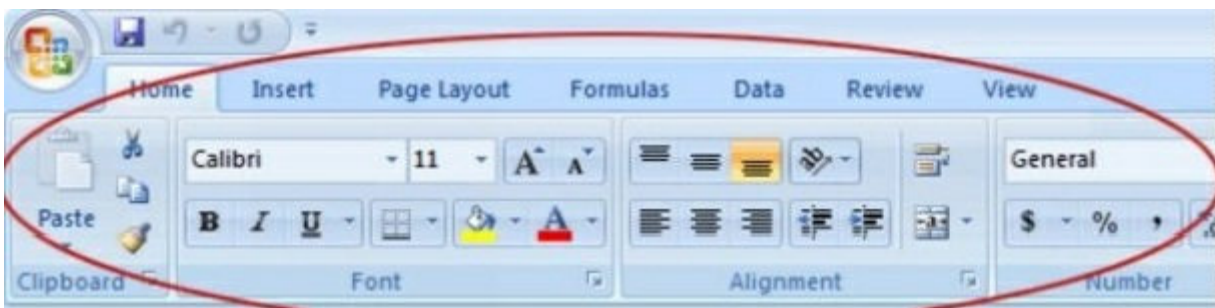 Home Insert Page Layout Formulas Data Review View
Calibri 11 A A General
Paste B I U A $ % ,
Clipboard Font Alignment Number